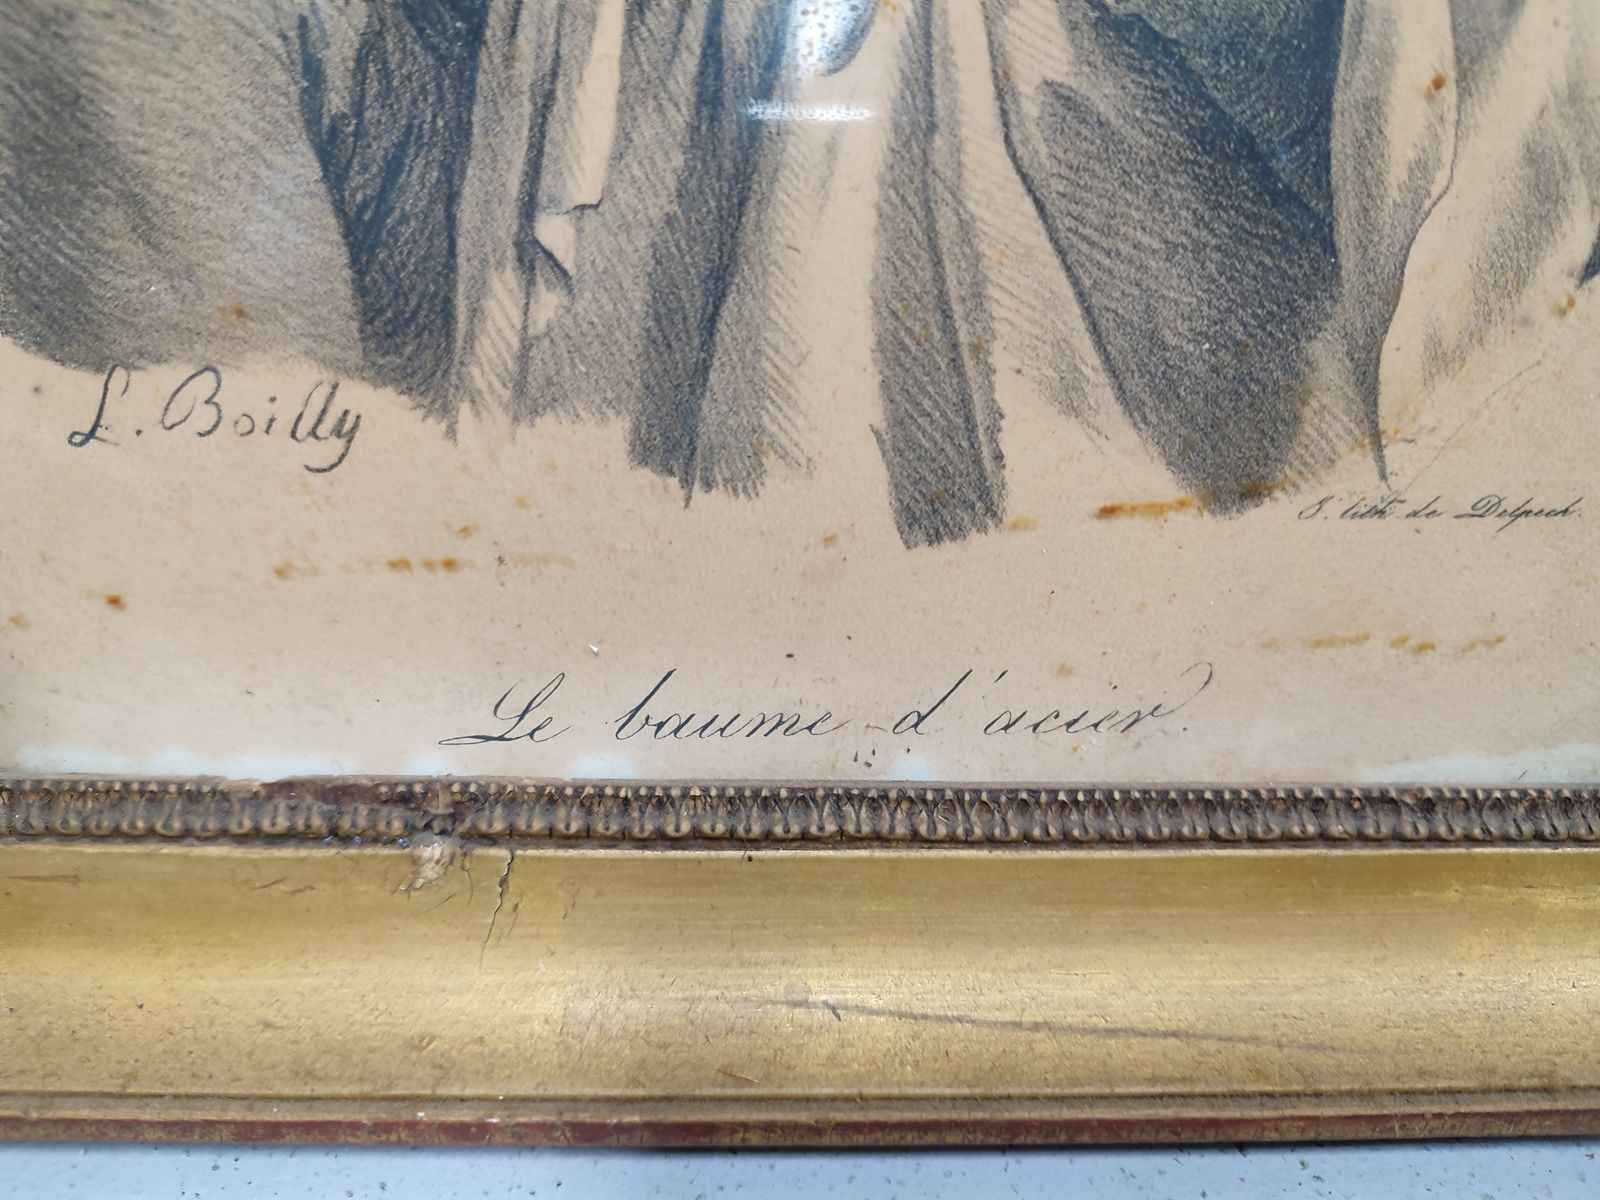 L. Boilly
S. lith. de Delpech.
Le baume d'acier.